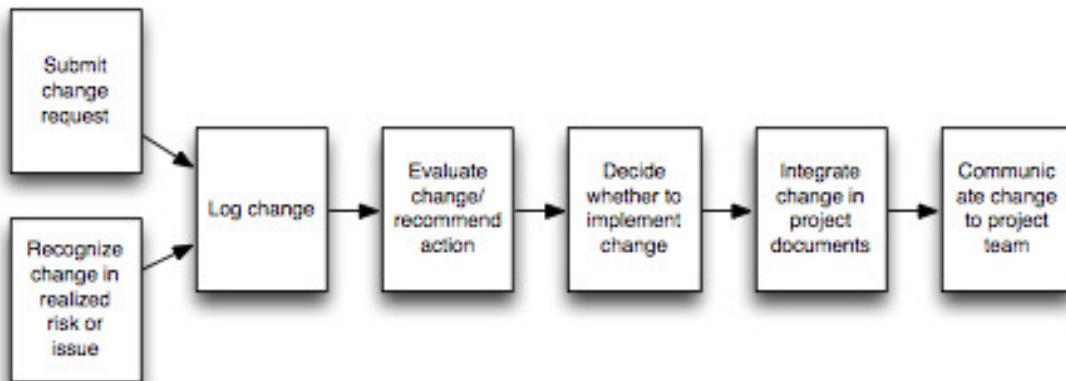 Submit
change
request
Recognize
change in
realized
risk or
issue
Log change
Evaluate
change/
recommend
action
Decide
whether to
implement
change
Integrate
change in
project
documents
Communic
ate change
to project
team